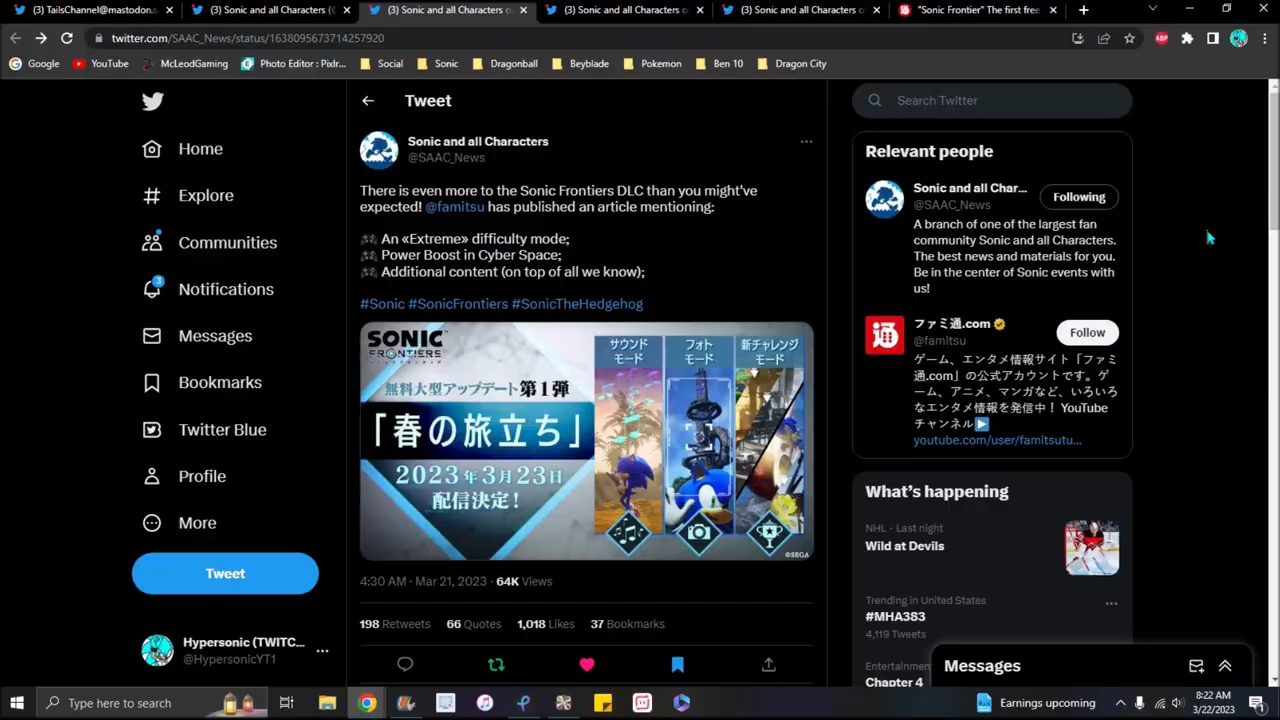 (3) TailsChannel@mastodon.s
(3) Sonic and all Characters (
(3) Sonic and all Characters o
(3) Sonic and all Characters o
(3) Sonic and all Characters o
"Sonic Frontier" The first free
twitter.com/SAAC_News/status/1638095673714257920
ABP
Google
YouTube
McLeodGaming
Photo Editor : Pixlr...
Social
Sonic
Dragonball
Beyblade
Pokemon
Ben 10
Dragon City
Home
Explore
Communities
3
Notifications
Messages
Bookmarks
Twitter Blue
Profile
More
Tweet
Hypersonic (TWITC...
@HypersonicYT1
Tweet
Sonic and all Characters
@SAAC_News
There is even more to the Sonic Frontiers DLC than you might've
expected! @famitsu has published an article mentioning:
🎮 An «Extreme» difficulty mode;
🎮 Power Boost in Cyber Space;
🎮 Additional content (on top of all we know);
#Sonic #SonicFrontiers #SonicTheHedgehog
SONIC
FRONTIERS
無料大型アップデート第1弾
「春の旅立ち」
2023年3月23日
配信決定!
サウンド
モード
フォト
モード
新チャレンジ
モード
©SEGA
4:30 AM · Mar 21, 2023 · 64K Views
198 Retweets 66 Quotes 1,018 Likes 37 Bookmarks
Search Twitter
Relevant people
Sonic and all Char...
@SAAC_News
Following
A branch of one of the largest fan
community Sonic and all Characters.
The best news and materials for you.
Be in the center of Sonic events with
us!
通
ファミ通.com
@famitsu
Follow
ゲーム、エンタメ情報サイト「ファミ
通.com」の公式アカウントです。ゲ
ーム、アニメ、マンガなど、いろいろ
なエンタメ情報を発信中! YouTube
チャンネル▶
youtube.com/user/famitsutu...
What's happening
NHL · Last night
Wild at Devils
Trending in United States
#MHA383
4,119 Tweets
Entertainmen
Chapter 4
Messages
Type here to search
Earnings upcoming
8:22 AM
3/22/2023